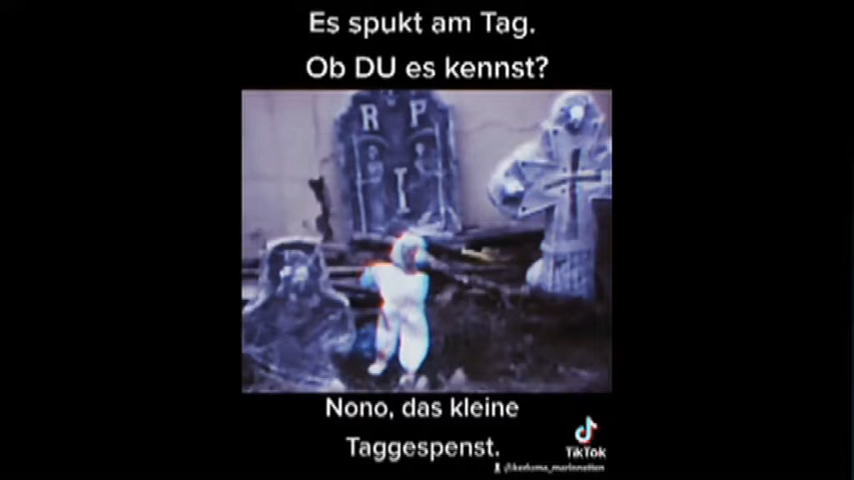 Es spukt am Tag.
Ob DU es kennst?
R P
I
Nono, das kleine
Taggespenst.
TikTok